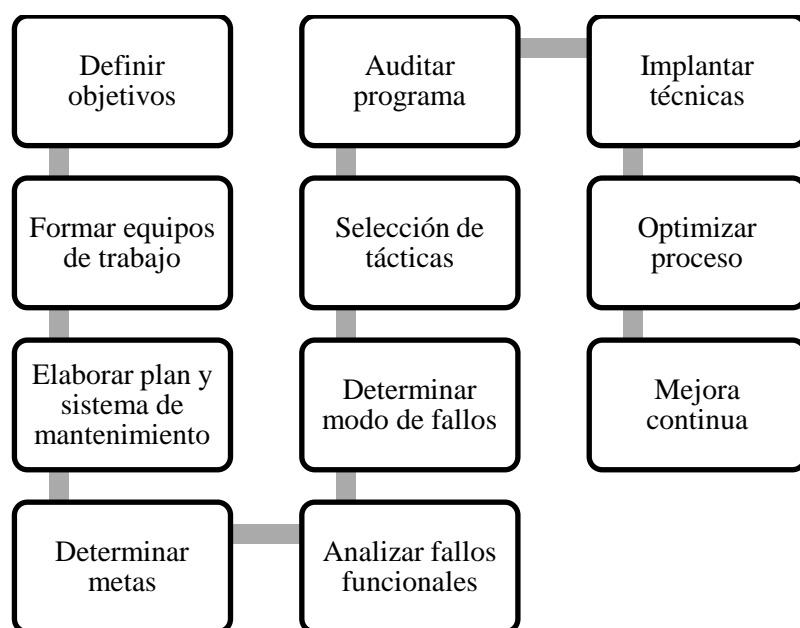 Definir
objetivos
Formar equipos
de trabajo
Elaborar plan y
sistema de
mantenimiento
Determinar
metas
Analizar fallos
funcionales
Determinar
modo de fallos
Selección de
tácticas
Auditar
programa
Implantar
técnicas
Optimizar
proceso
Mejora
continua